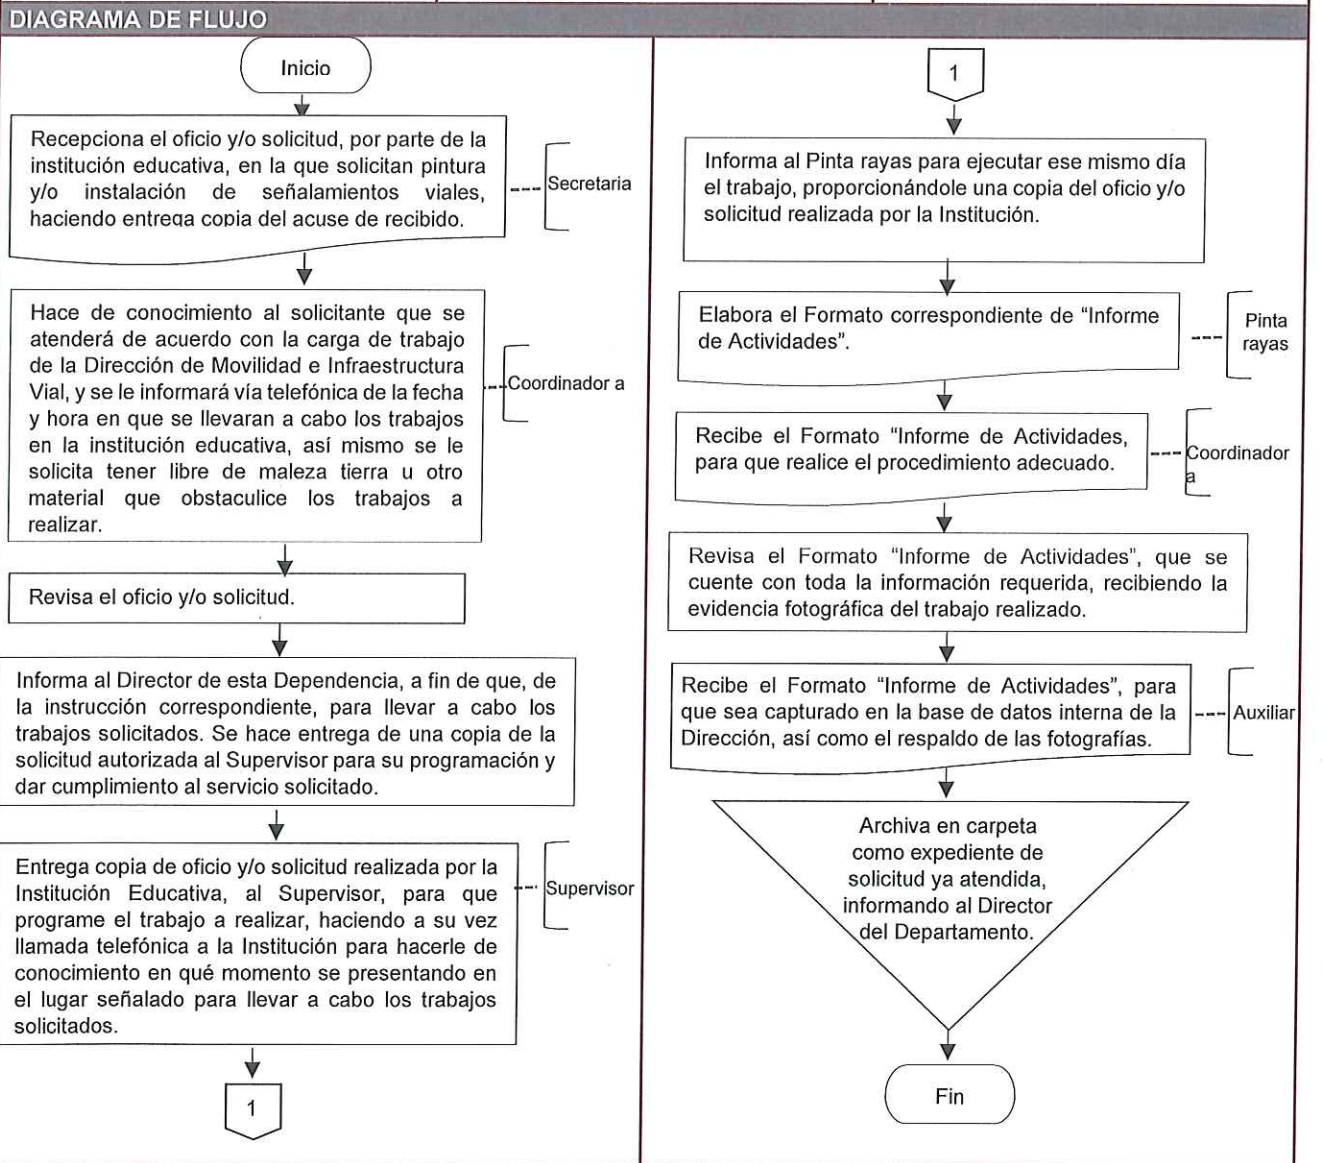 DIAGRAMA DE FLUJO
Inicio
Recepciona el oficio y/o solicitud, por parte de la
institución educativa, en la que solicitan pintura
y/o instalación de señalamientos viales,
haciendo entrega copia del acuse de recibido.
Secretaria
Hace de conocimiento al solicitante que se
atenderá de acuerdo con la carga de trabajo
de la Dirección de Movilidad e Infraestructura
Vial, y se le informará vía telefónica de la fecha
y hora en que se llevaran a cabo los trabajos
en la institución educativa, así mismo se le
solicita tener libre de maleza tierra u otro
material que obstaculice los trabajos a
realizar.
Coordinador a
Revisa el oficio y/o solicitud.
Informa al Director de esta Dependencia, a fin de que, de
la instrucción correspondiente, para llevar a cabo los
trabajos solicitados. Se hace entrega de una copia de la
solicitud autorizada al Supervisor para su programación y
dar cumplimiento al servicio solicitado.
Entrega copia de oficio y/o solicitud realizada por la
Institución Educativa, al Supervisor, para que
programe el trabajo a realizar, haciendo a su vez
llamada telefónica a la Institución para hacerle de
conocimiento en qué momento se presentando en
el lugar señalado para llevar a cabo los trabajos
solicitados.
Supervisor
1
1
Informa al Pinta rayas para ejecutar ese mismo día
el trabajo, proporcionándole una copia del oficio y/o
solicitud realizada por la Institución.
Elabora el Formato correspondiente de “Informe
de Actividades”.
Pinta
rayas
Recibe el Formato “Informe de Actividades,
para que realice el procedimiento adecuado.
Coordinador
a
Revisa el Formato “Informe de Actividades”, que se
cuente con toda la información requerida, recibiendo la
evidencia fotográfica del trabajo realizado.
Recibe el Formato “Informe de Actividades”, para
que sea capturado en la base de datos interna de la
Dirección, así como el respaldo de las fotografías.
Auxiliar
Archiva en carpeta
como expediente de
solicitud ya atendida,
informando al Director
del Departamento.
Fin